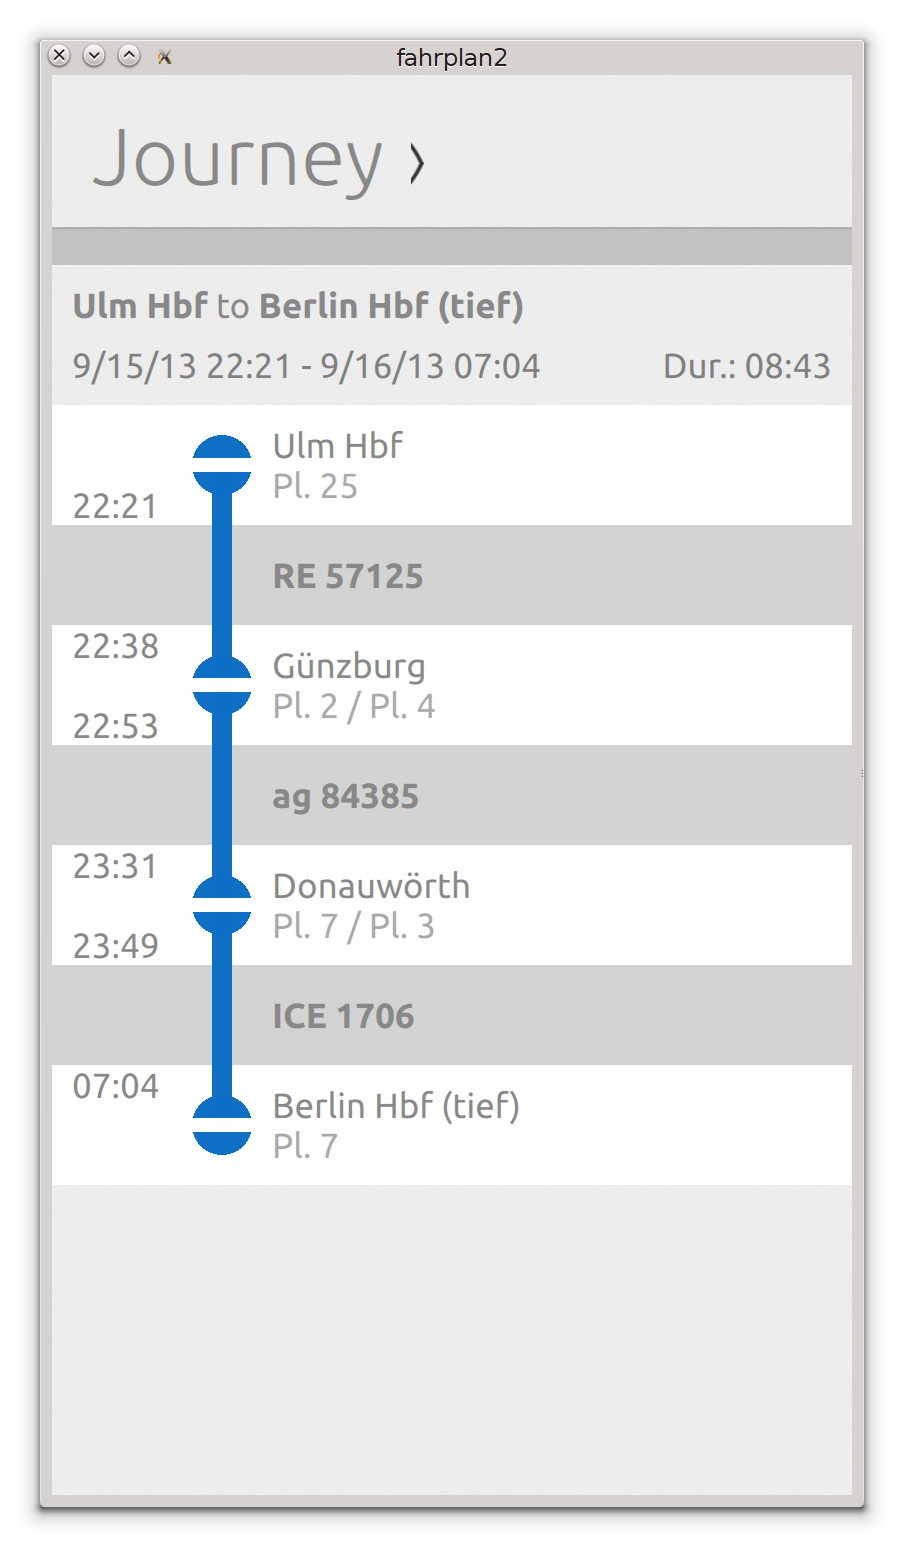 fahrplan2
Journey
Ulm Hbf to Berlin Hbf (tief)
9/15/13 22:21 - 9/16/13 07:04 Dur.: 08:43
Ulm Hbf
Pl. 25
22:21
RE 57125
22:38
Günzburg
Pl. 2 / Pl. 4
22:53
ag 84385
23:31
Donauwörth
Pl. 7 / Pl. 3
23:49
ICE 1706
07:04
Berlin Hbf (tief)
Pl. 7